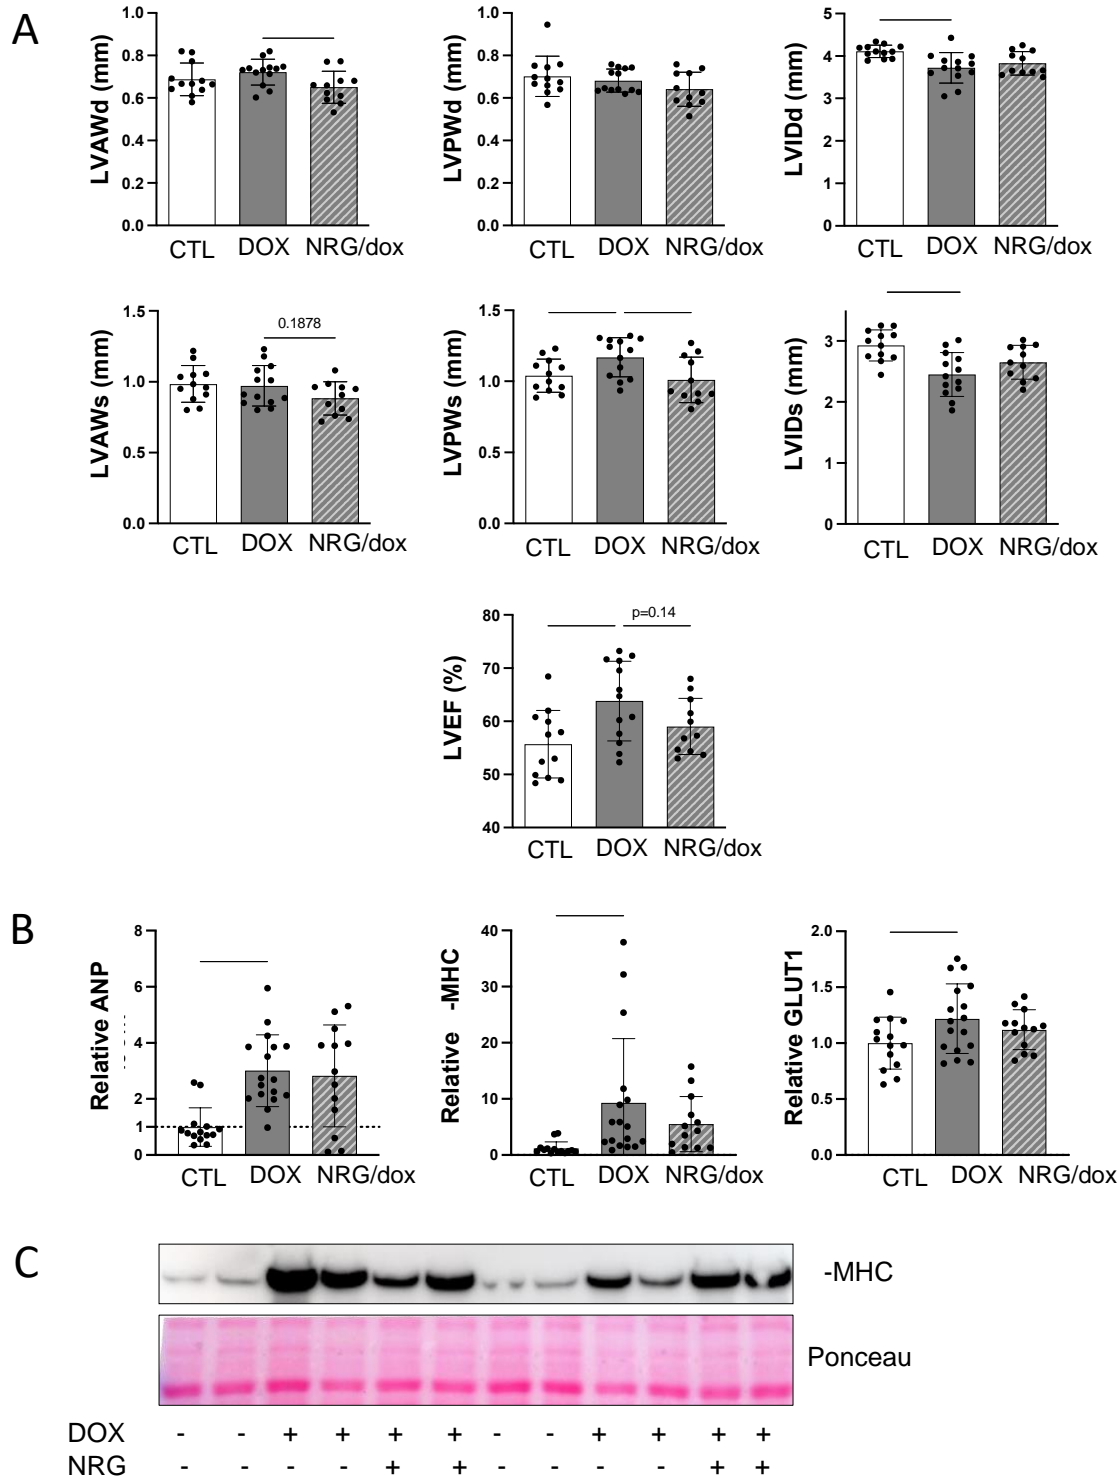 A
LVAWd (mm)
0.0
0.2
0.4
0.6
0.8
1.0
CTL DOX NRG/dox
LVPWd (mm)
0.0
0.2
0.4
0.6
0.8
1.0
CTL DOX NRG/dox
LVIDd (mm)
0
1
2
3
4
5
CTL DOX NRG/dox
LVAWs (mm)
0.0
0.5
1.0
1.5
0.1878
CTL DOX NRG/dox
LVPWs (mm)
0.0
0.5
1.0
1.5
CTL DOX NRG/dox
LVIDs (mm)
0
1
2
3
CTL DOX NRG/dox
LVEF (%)
40
50
60
70
80
p=0.14
CTL DOX NRG/dox
B
Relative ANP
0
2
4
6
8
CTL DOX NRG/dox
Relative -MHC
0
10
20
30
40
CTL DOX NRG/dox
Relative GLUT1
0.0
0.5
1.0
1.5
2.0
CTL DOX NRG/dox
C
-MHC
Ponceau
DOX - - + + + + - - + + + +
NRG - - - - + + - - - - + +